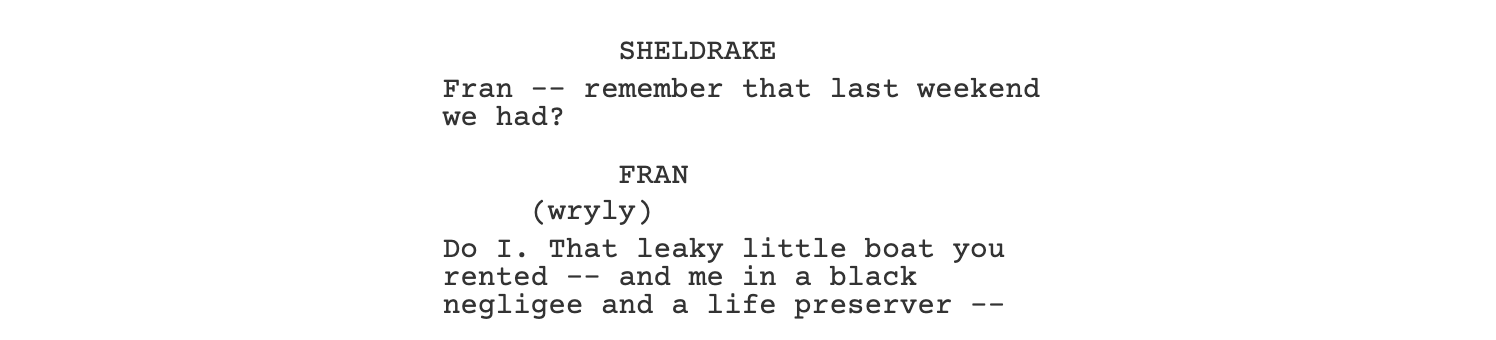 SHELDRAKE
Fran -- remember that last weekend
we had?
FRAN
(wryly)
Do I. That leaky little boat you
rented -- and me in a black
negligee and a life preserver --